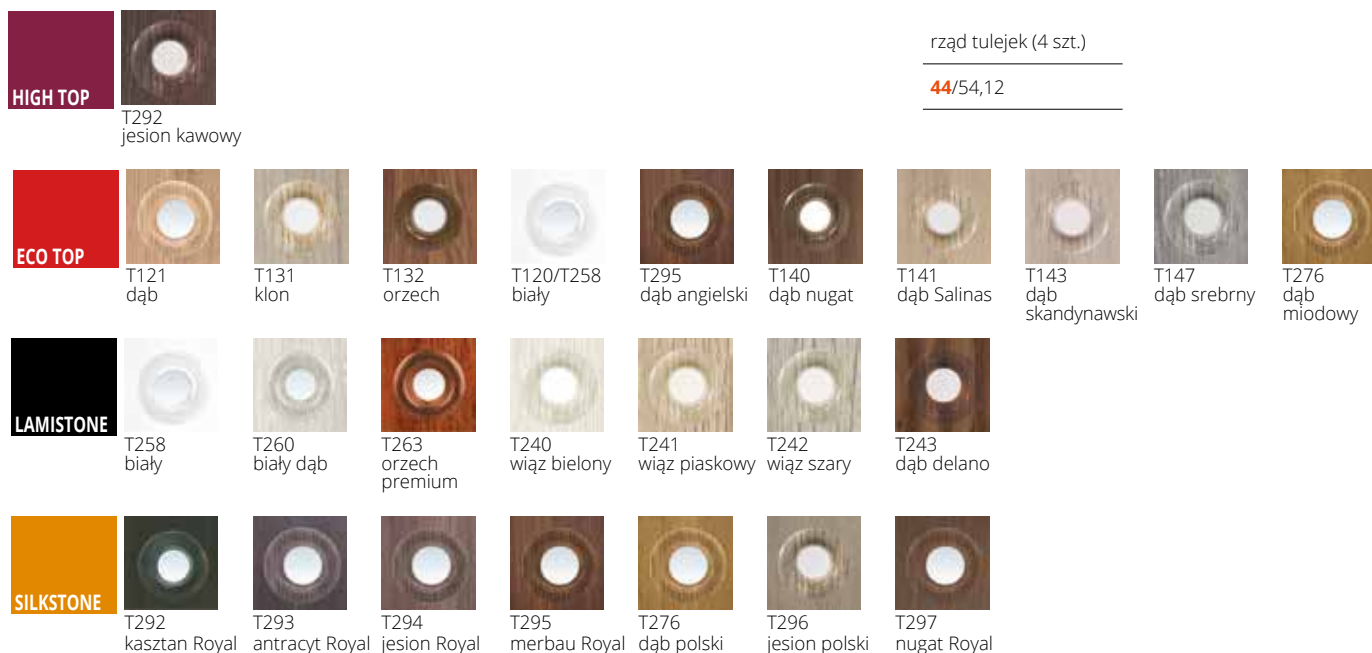 HIGH TOP
T292
jesion kawowy
rząd tulejek (4 szt.)
44/54,12
ECO TOP
T121
dąb
T131
klon
T132
orzech
T120/T258
biały
T295
dąb angielski
T140
dąb nugat
T141
dąb Salinas
T143
dąb
skandynawski
T147
dąb srebrny
T276
dąb
miodowy
LAMISTONE
T258
biały
T260
biały dąb
T263
orzech
premium
T240
wiąz bielony
T241
wiąz piaskowy
T242
wiąz szary
T243
dąb delano
SILKSTONE
T292
kasztan Royal
T293
antracyt Royal
T294
jesion Royal
T295
merbau Royal
T276
dąb polski
T296
jesion polski
T297
nugat Royal